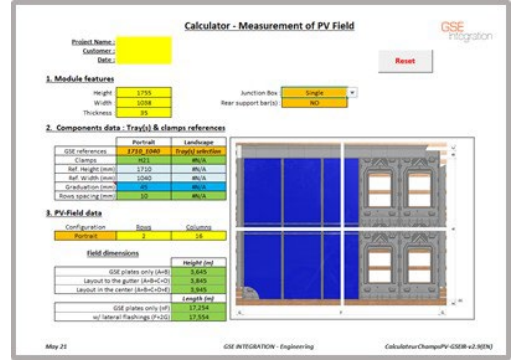 Calculator - Measurement of PV Field
GSE
integration
Project Name :
Customer :
Date :
Reset
1. Module features
Height 1755
Width 1038
Thickness 35
Junction Box Single
Rear support bar(s) NO
2. Components data : Tray(s) & clamps references
Portrait Landscape
GSE references 1710_1040 Tray(s) selection
Clamps H21 #N/A
Ref. Height (mm) 1710 #N/A
Ref. Width (mm) 1040 #N/A
Graduation (mm) 45 #N/A
Rows spacing (mm) 10 #N/A
3. PV-Field data
Configuration Rows Columns
Portrait 2 16
Field dimensions
Height (m)
GSE plates only (A+B) 3,645
Layout to the gutter (A+B+C+D) 3,845
Layout in the center (A+B+C+D+E) 3,945
Length (m)
GSE plates only (=F) 17,254
w/ lateral flashings (F+2G) 17,554
May 21
GSE INTEGRATION - Engineering
CalculateurChampsPV-GSEIR-v2.9(EN)